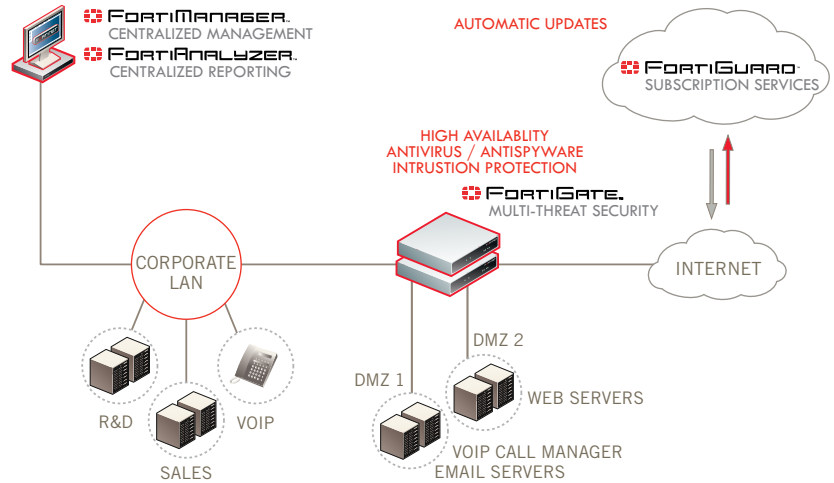 FORTIMANAGER
CENTRALIZED MANAGEMENT
FORTIANALYZER
CENTRALIZED REPORTING
AUTOMATIC UPDATES
FORTIGUARD
SUBSCRIPTION SERVICES
HIGH AVAILABLITY
ANTIVIRUS / ANTISPYWARE
INTRUSTION PROTECTION
FORTIGATE
MULTI-THREAT SECURITY
CORPORATE
LAN
INTERNET
R&D
SALES
VOIP
DMZ 1
DMZ 2
WEB SERVERS
VOIP CALL MANAGER
EMAIL SERVERS